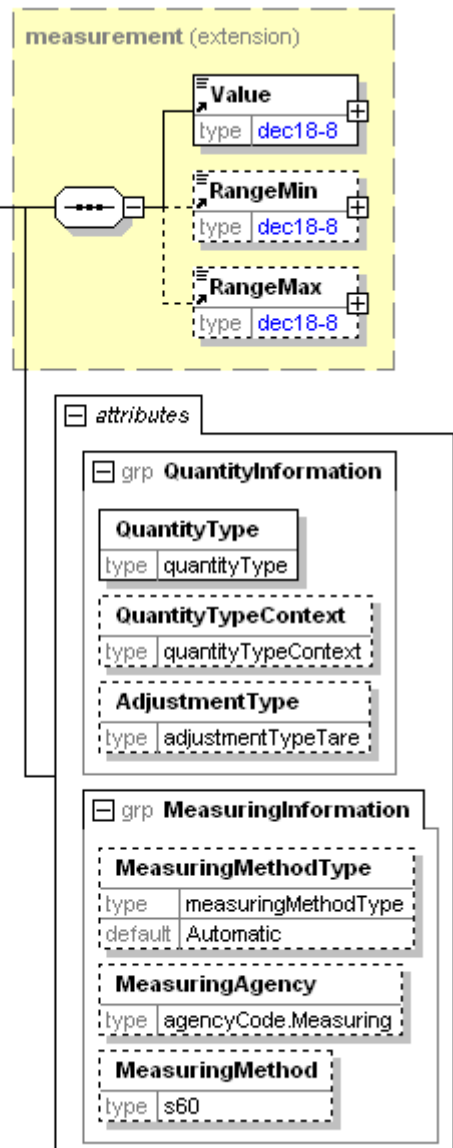 measurement (extension)
Value
type dec18-8
RangeMin
type dec18-8
RangeMax
type dec18-8
attributes
grp QuantityInformation
QuantityType
type quantityType
QuantityTypeContext
type quantityTypeContext
AdjustmentType
type adjustmentTypeTare
grp MeasuringInformation
MeasuringMethodType
type measuringMethodType
default Automatic
MeasuringAgency
type agencyCode.Measuring
MeasuringMethod
type s60